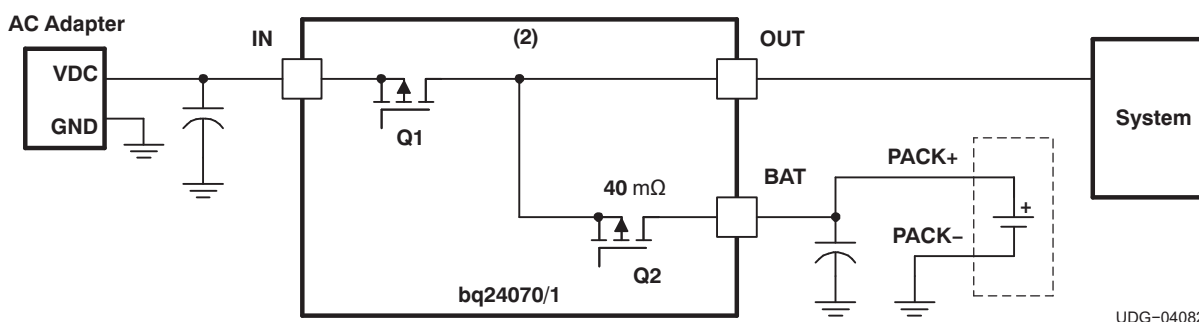 AC Adapter
VDC
GND
IN
(2)
OUT
Q1
System
40 mΩ
BAT
PACK+
+
PACK−
Q2
bq24070/1
UDG−04082